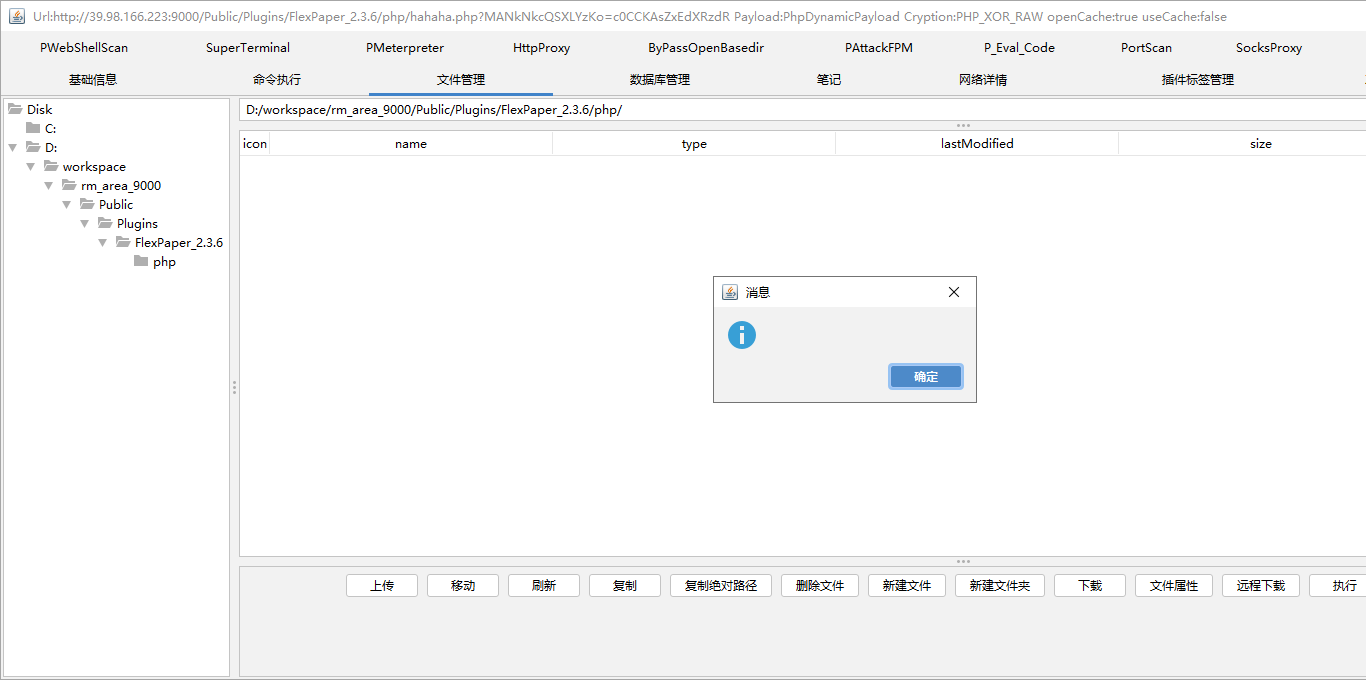 Url:http://39.98.166.223:9000/Public/Plugins/FlexPaper_2.3.6/php/hahaha.php?MANkNkcQSXLYzKo=c0CCKAsZxEdXRzdR Payload:PhpDynamicPayload Cryption:PHP_XOR_RAW openCache:true useCache:false
PWebShellScan SuperTerminal PMeterpreter HttpProxy ByPassOpenBasedir PAttackFPM P_Eval_Code PortScan SocksProxy
基础信息 命令执行 文件管理 数据库管理 笔记 网络详情 插件标签管理
Disk
C:
D:
workspace
rm_area_9000
Public
Plugins
FlexPaper_2.3.6
php
D:/workspace/rm_area_9000/Public/Plugins/FlexPaper_2.3.6/php/
icon name type lastModified size
消息
确定
上传 移动 刷新 复制 复制绝对路径 删除文件 新建文件 新建文件夹 下载 文件属性 远程下载 执行